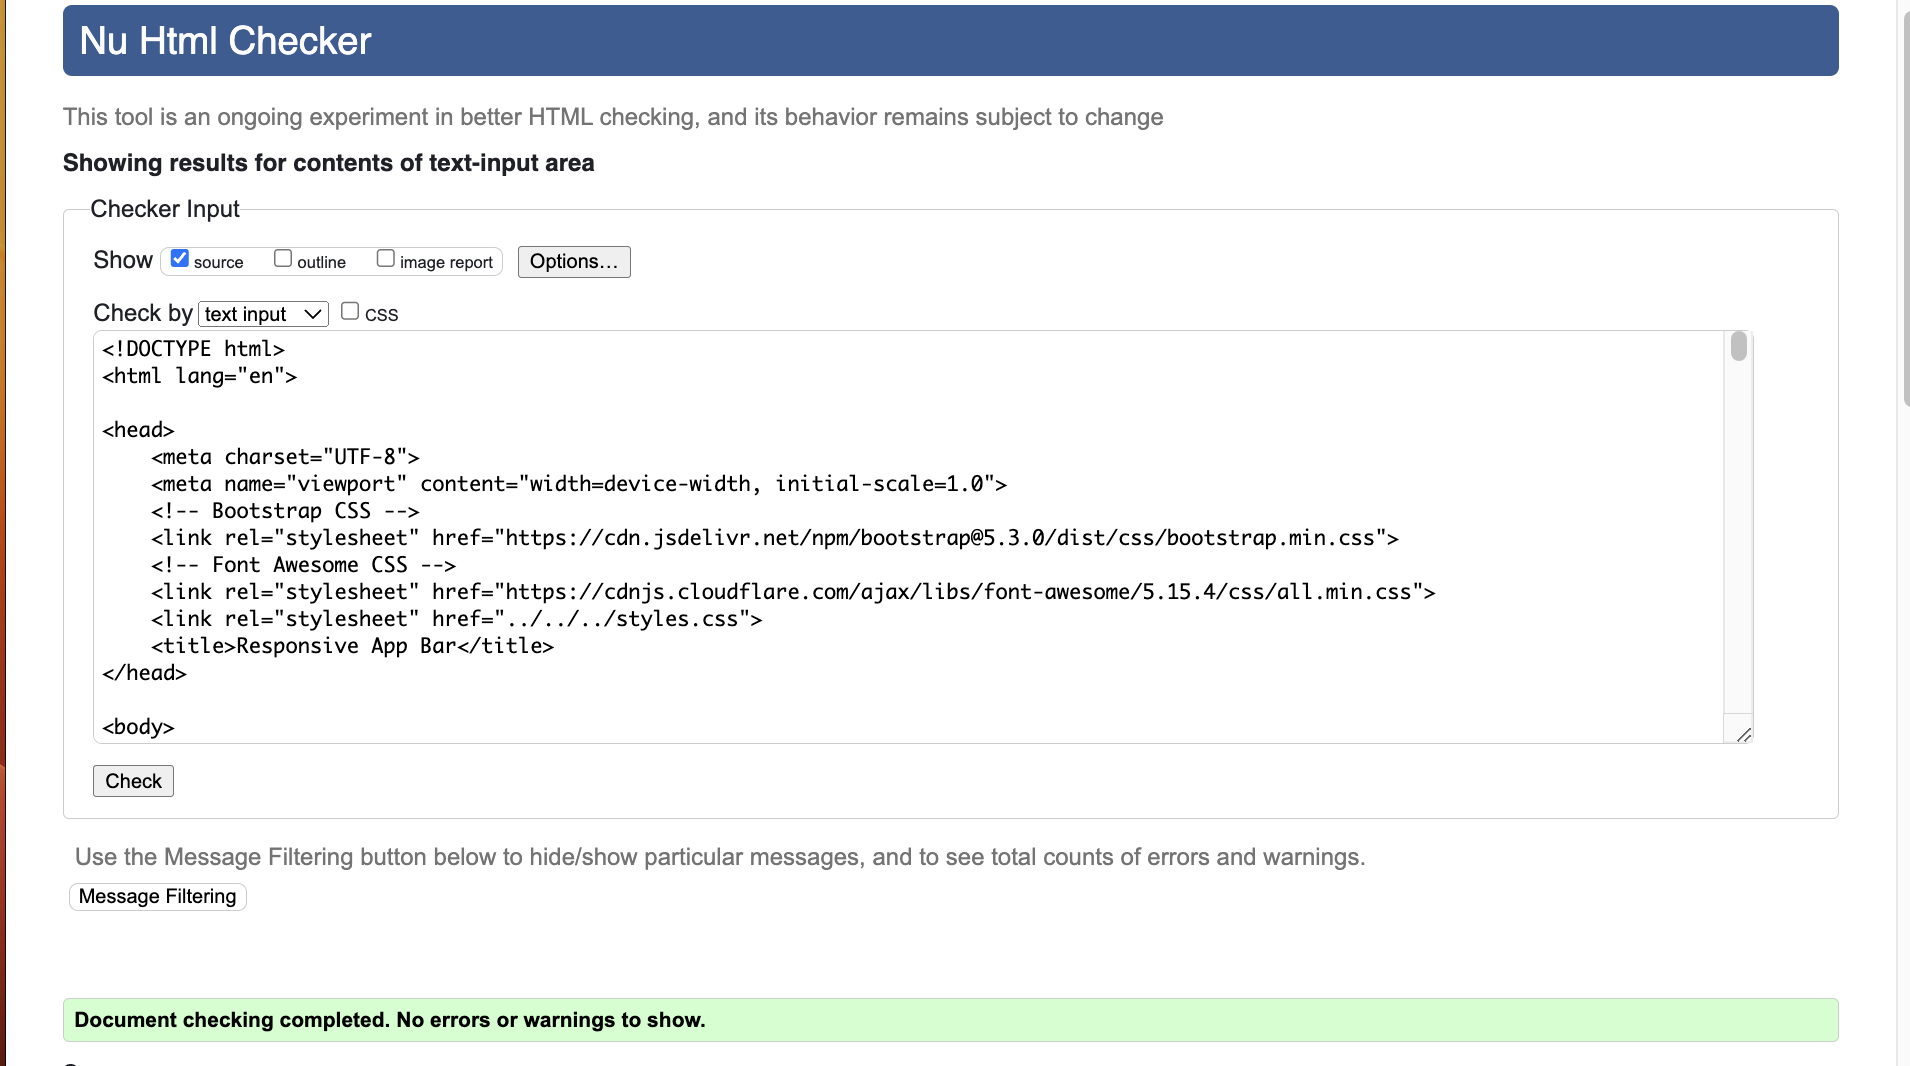 Nu Html Checker
This tool is an ongoing experiment in better HTML checking, and its behavior remains subject to change
Showing results for contents of text-input area
Checker Input
Show source outline image report Options...
Check by text input CSS
<!DOCTYPE html>
<html lang="en">
<head>
    <meta charset="UTF-8">
    <meta name="viewport" content="width=device-width, initial-scale=1.0">
    <!-- Bootstrap CSS -->
    <link rel="stylesheet" href="https://cdn.jsdelivr.net/npm/bootstrap@5.3.0/dist/css/bootstrap.min.css">
    <!-- Font Awesome CSS -->
    <link rel="stylesheet" href="https://cdnjs.cloudflare.com/ajax/libs/font-awesome/5.15.4/css/all.min.css">
    <link rel="stylesheet" href="../../../styles.css">
    <title>Responsive App Bar</title>
</head>
<body>
Check
Use the Message Filtering button below to hide/show particular messages, and to see total counts of errors and warnings.
Message Filtering
Document checking completed. No errors or warnings to show.